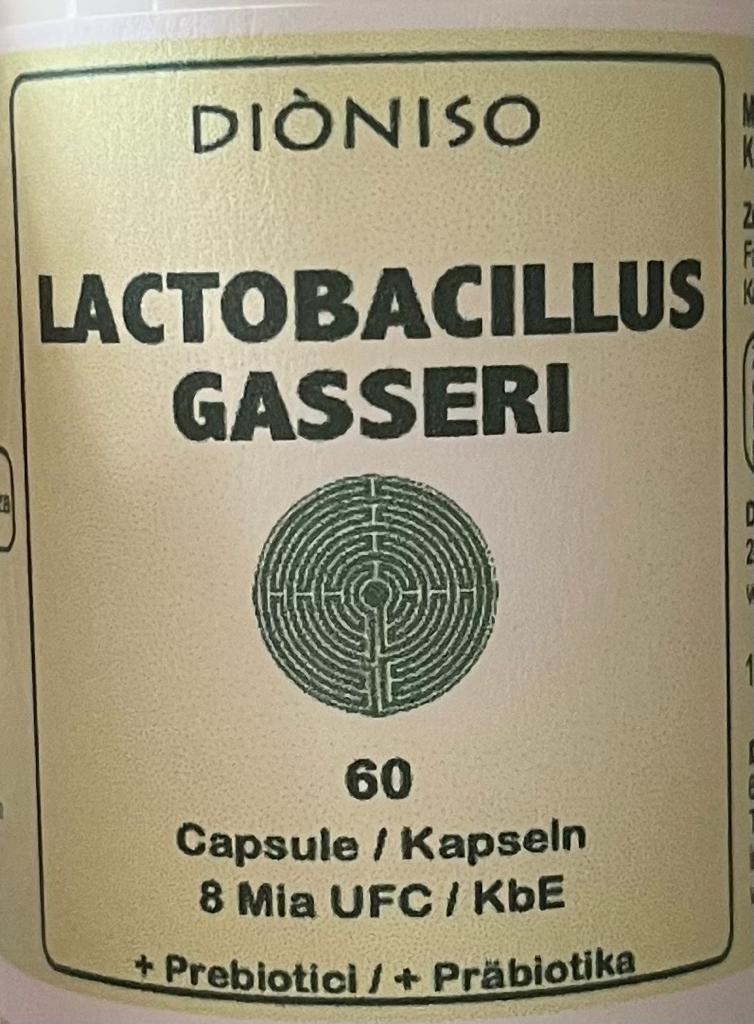 DIÒNISO
LACTOBACILLUS
GASSERI
60
Capsule / Kapseln
8 Mia UFC / KbE
+ Prebiotici / + Präbiotika